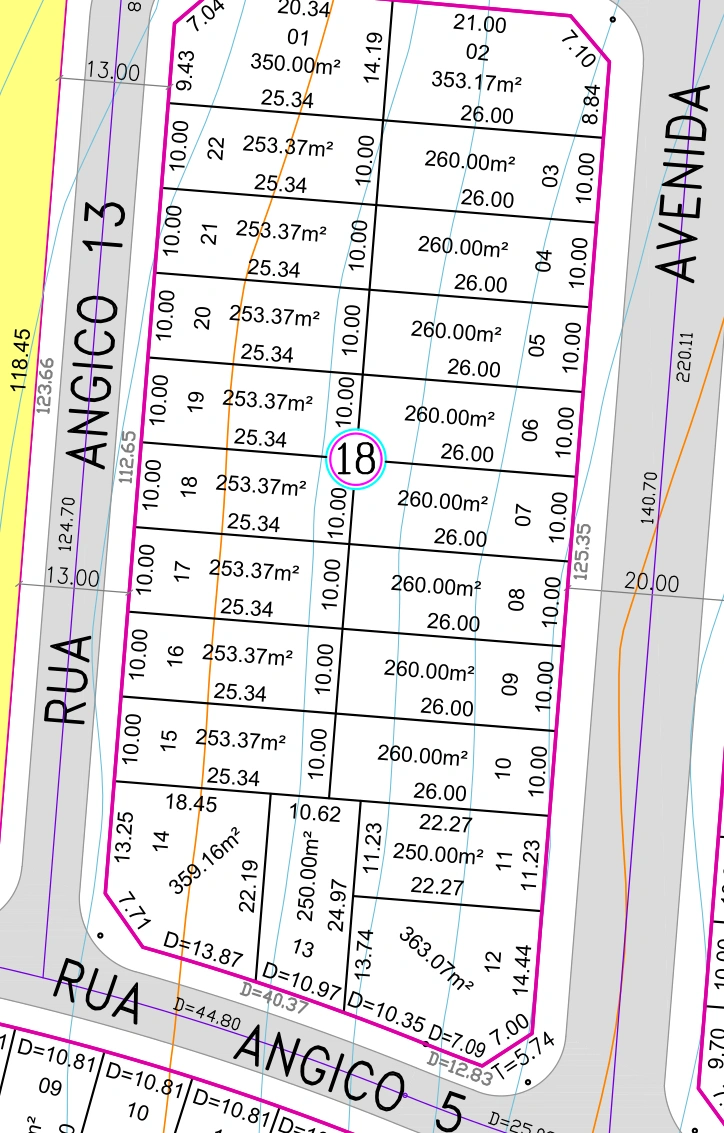 7.04
20.34
01
350.00m²
14.19
9.43
25.34
21.00
02
353.17m²
7.10
8.84
26.00
8
13.00
10.00
22
253.37m²
25.34
10.00
260.00m²
26.00
03
10.00
10.00
21
253.37m²
25.34
10.00
260.00m²
26.00
04
10.00
10.00
20
253.37m²
25.34
10.00
260.00m²
26.00
05
10.00
10.00
19
253.37m²
25.34
10.00
260.00m²
26.00
06
10.00
18
10.00
18
253.37m²
25.34
10.00
260.00m²
26.00
07
10.00
10.00
17
253.37m²
25.34
10.00
260.00m²
26.00
08
10.00
10.00
16
253.37m²
25.34
10.00
260.00m²
26.00
09
10.00
10.00
15
253.37m²
25.34
10.00
260.00m²
26.00
10
10.00
18.45
13.25
14
359.16m²
22.19
7.71
D=13.87
10.62
250.00m²
24.97
13
D=10.97
22.27
11.23
250.00m²
11
11.23
22.27
13.74
363.07m²
12
14.44
D=10.35
D=7.09
7.00
D=40.37
D=12.83
T=5.74
118.45
123.66
112.65
124.70
13.00
RUA ANGICO 13
AVENIDA
220.11
140.70
125.35
20.00
RUA ANGICO 5
D=44.80
1
D=10.81
09
D=10.81
10
D=10.81
m²
10.00
9.70